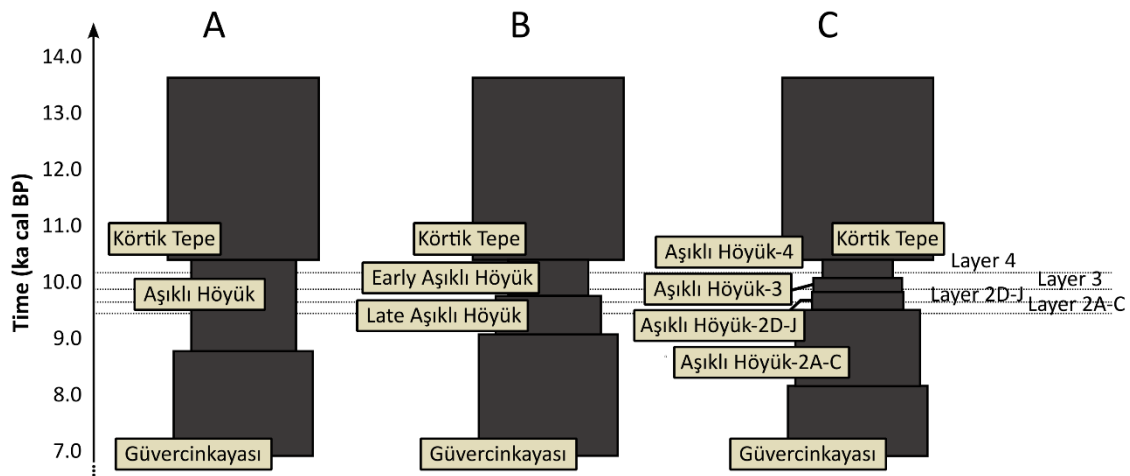 A B C
14.0
13.0
12.0
11.0
10.0
9.0
8.0
7.0
Time (ka cal BP)
Körtik Tepe
Aşıklı Höyük
Güvercinkayası
Körtik Tepe
Early Aşıklı Höyük
Late Aşıklı Höyük
Güvercinkayası
Körtik Tepe
Aşıklı Höyük-4
Aşıklı Höyük-3
Aşıklı Höyük-2D-J
Aşıklı Höyük-2A-C
Güvercinkayası
Layer 4
Layer 3
Layer 2D-J
Layer 2A-C